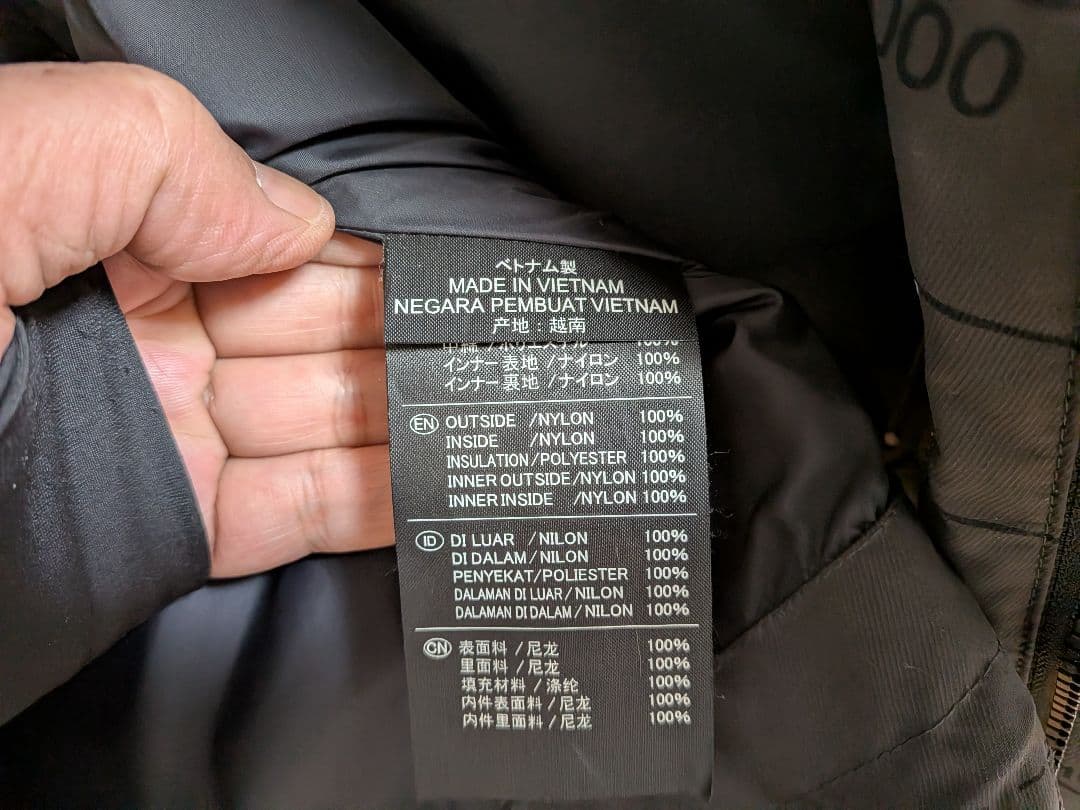 000
ベトナム製
MADE IN VIETNAM
NEGARA PEMBUAT VIETNAM
产地：越南
100%
インナー表地/ナイロン 100%
インナー裏地/ナイロン 100%
EN OUTSIDE /NYLON 100%
INSIDE /NYLON 100%
INSULATION/POLYESTER 100%
INNER OUTSIDE/NYLON 100%
INNER INSIDE /NYLON 100%
ID DI LUAR /NILON 100%
DI DALAM/NILON 100%
PENYEKAT/POLIESTER 100%
DALAMAN DI LUAR/NILON 100%
DALAMAN DI DALAM/NILON 100%
CN 表面料/尼龙 100%
里面料/尼龙 100%
填充材料/涤纶 100%
内件表面料/尼龙 100%
内件里面料/尼龙 100%